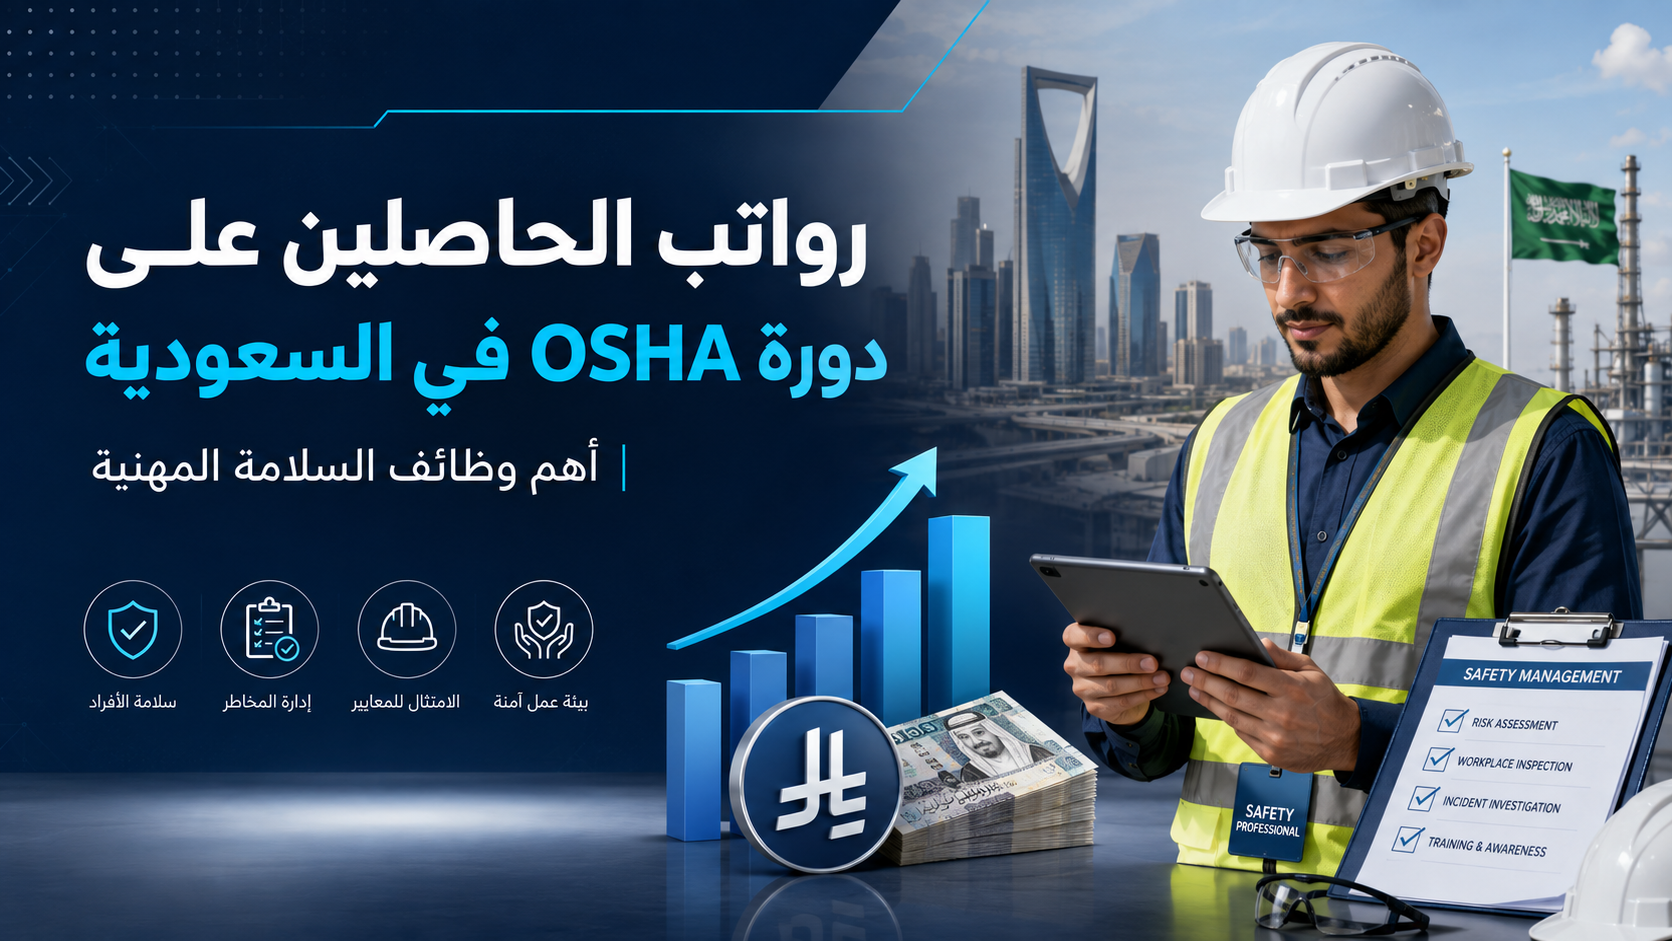 رواتب الحاصلين على
دورة OSHA في السعودية
أهم وظائف السلامة المهنية
بيئة عمل آمنة
الامتثال للمعايير
إدارة المخاطر
سلامة الأفراد
SAFETY PROFESSIONAL
SAFETY MANAGEMENT
RISK ASSESSMENT
WORKPLACE INSPECTION
INCIDENT INVESTIGATION
TRAINING & AWARENESS